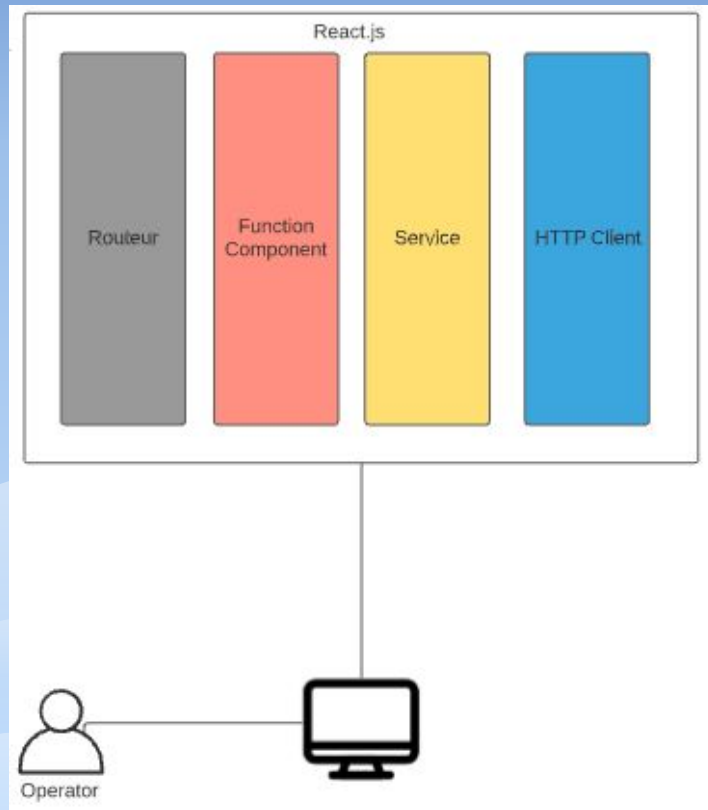 React.js
Routeur
Function
Component
Service
HTTP Client
Operator